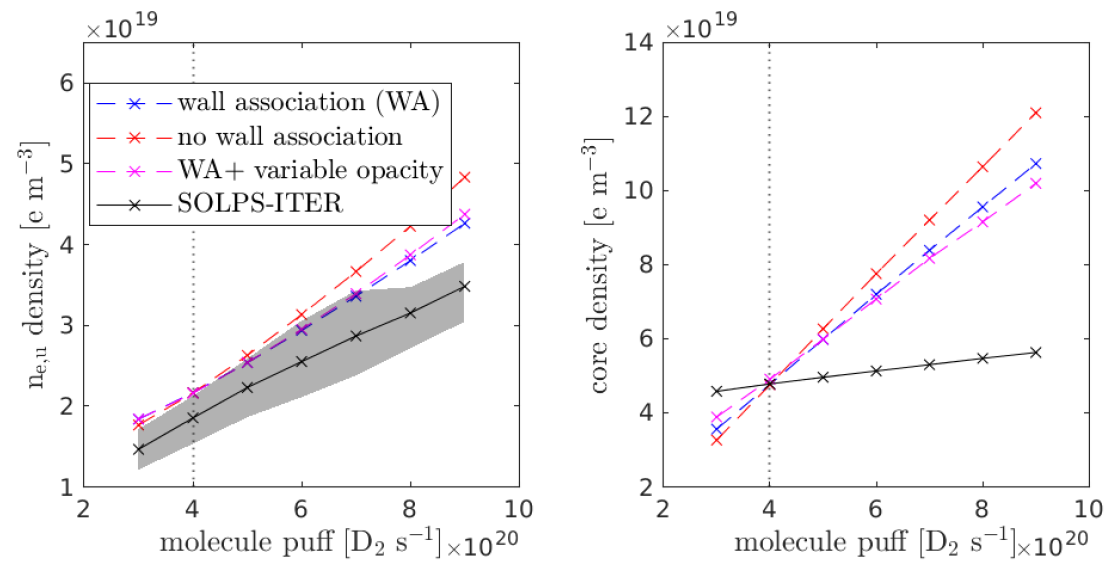 ×10^19
6
5
4
3
2
1
n_e,u density [e m^−3]
wall association (WA)
no wall association
WA+ variable opacity
SOLPS-ITER
2 4 6 8 10
molecule puff [D_2 s^−1] ×10^20
×10^19
14
12
10
8
6
4
2
core density [e m^−3]
2 4 6 8 10
molecule puff [D_2 s^−1] ×10^20